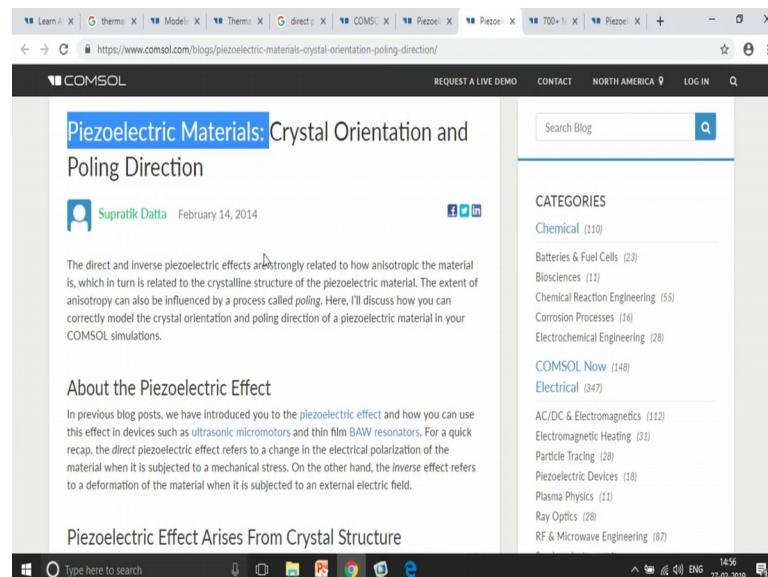 Learn A
therma
Modeli
Therma
direct p
COMSO
Piezoel
Piezoel
700+ M
Piezoel
https://www.comsol.com/blogs/piezoelectric-materials-crystal-orientation-poling-direction/
COMSOL
REQUEST A LIVE DEMO CONTACT NORTH AMERICA LOG IN
Piezoelectric Materials: Crystal Orientation and
Poling Direction
Supratik Datta February 14, 2014
The direct and inverse piezoelectric effects are strongly related to how anisotropic the material
is, which in turn is related to the crystalline structure of the piezoelectric material. The extent of
anisotropy can also be influenced by a process called poling. Here, I'll discuss how you can
correctly model the crystal orientation and poling direction of a piezoelectric material in your
COMSOL simulations.
About the Piezoelectric Effect
In previous blog posts, we have introduced you to the piezoelectric effect and how you can use
this effect in devices such as ultrasonic micromotors and thin film BAW resonators. For a quick
recap, the direct piezoelectric effect refers to a change in the electrical polarization of the
material when it is subjected to a mechanical stress. On the other hand, the inverse effect refers
to a deformation of the material when it is subjected to an external electric field.
Piezoelectric Effect Arises From Crystal Structure
Search Blog
CATEGORIES
Chemical (110)
Batteries & Fuel Cells (23)
Biosciences (11)
Chemical Reaction Engineering (55)
Corrosion Processes (16)
Electrochemical Engineering (28)
COMSOL Now (148)
Electrical (347)
AC/DC & Electromagnetics (112)
Electromagnetic Heating (31)
Particle Tracing (28)
Piezoelectric Devices (18)
Plasma Physics (11)
Ray Optics (28)
RF & Microwave Engineering (87)
Type here to search
ENG
14:56
27-02-2019